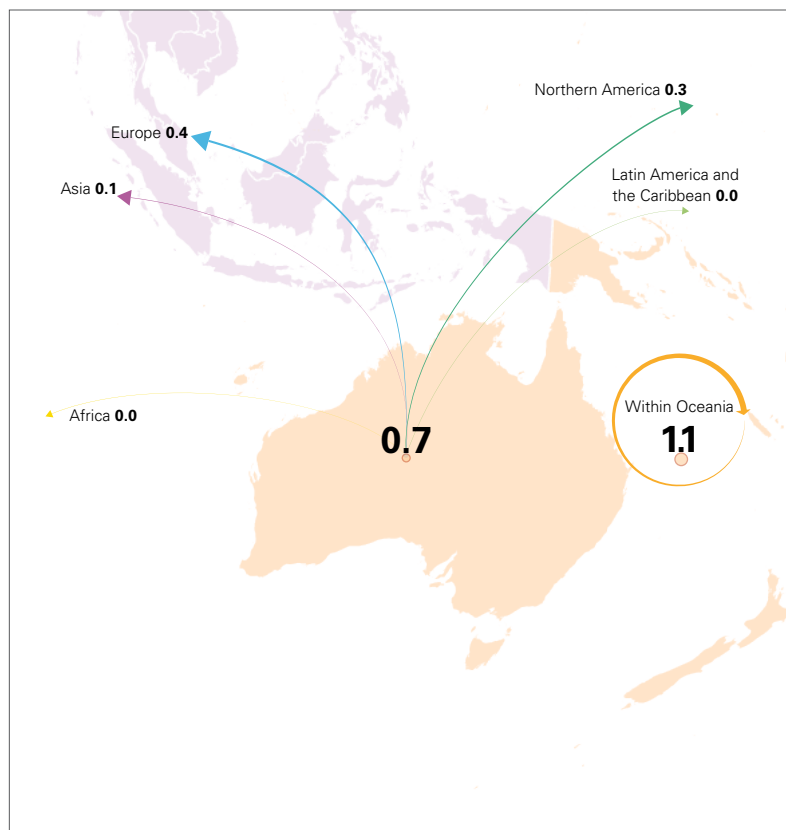 Northern America 0.3
Europe 0.4
Asia 0.1
Latin America and
the Caribbean 0.0
Africa 0.0
0.7
Within Oceania
1.1